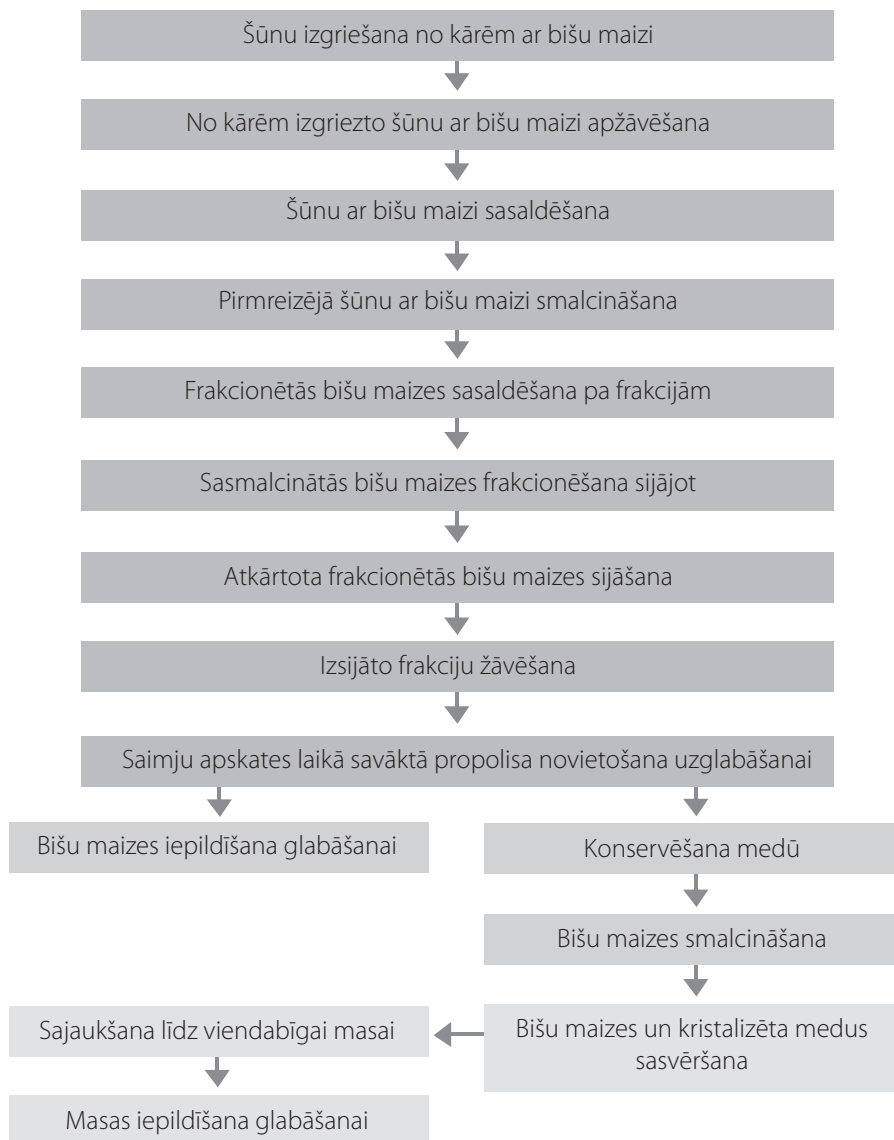 Šūnu izgriešana no kārēm ar bišu maizi
No kārēm izgriezto šūnu ar bišu maizi apžāvēšana
Šūnu ar bišu maizi sasaldēšana
Pirmreizējā šūnu ar bišu maizi smalcināšana
Frakcionētās bišu maizes sasaldēšana pa frakcijām
Sasmalcinātās bišu maizes frakcionēšana sijājot
Atkārtota frakcionētās bišu maizes sijāšana
Izsijāto frakciju žāvēšana
Saimju apskates laikā savāktā propolisa novietošana uzglabāšanai
Bišu maizes iepildīšana glabāšanai
Konservēšana medū
Bišu maizes smalcināšana
Bišu maizes un kristalizēta medus
sasvēršana
Sajaukšana līdz viendabīgai masai
Masas iepildīšana glabāšanai